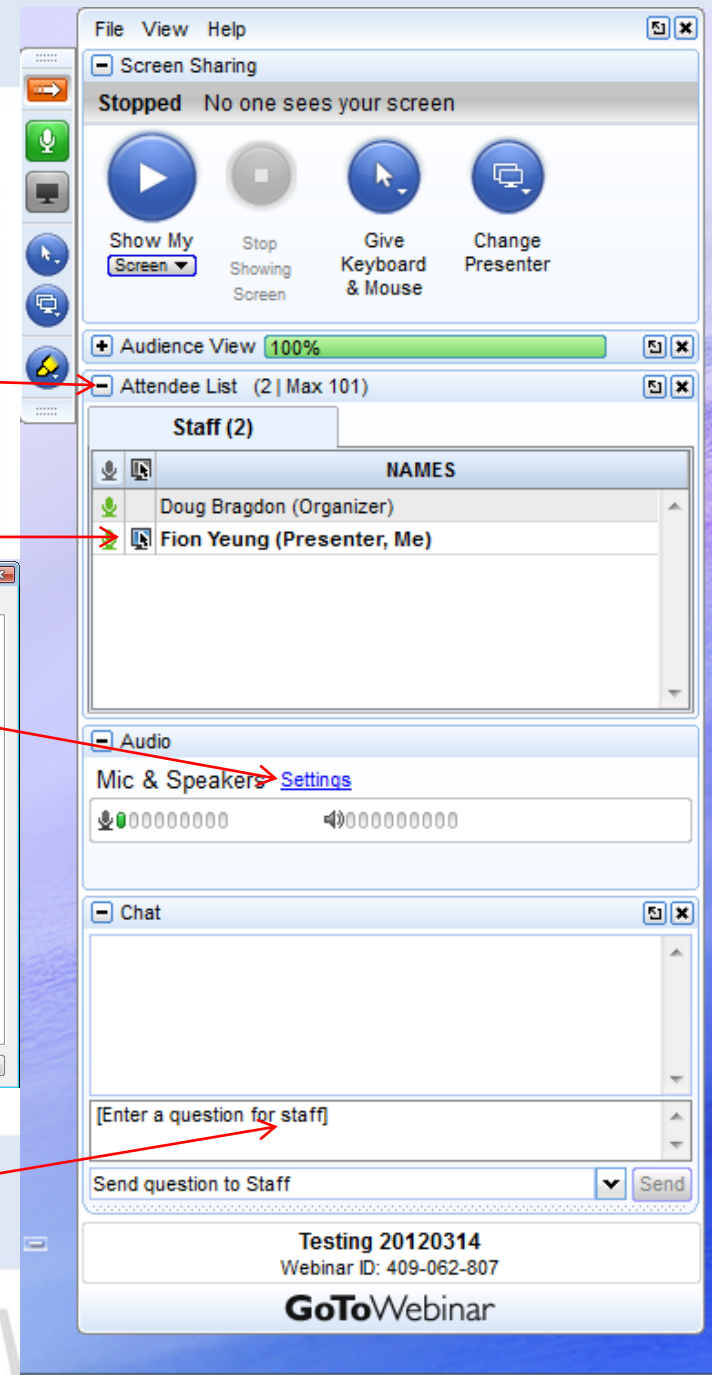 File View Help
Screen Sharing
Stopped No one sees your screen
Show My
Screen
Stop
Showing
Screen
Give
Keyboard
& Mouse
Change
Presenter
Audience View 100%
Attendee List (2 | Max 101)
Staff (2)
NAMES
Doug Bragdon (Organizer)
Fion Yeung (Presenter, Me)
Audio
Mic & Speakers Settings
Chat
[Enter a question for staff]
Send question to Staff
Send
Testing 20120314
Webinar ID: 409-062-807
GoToWebinar